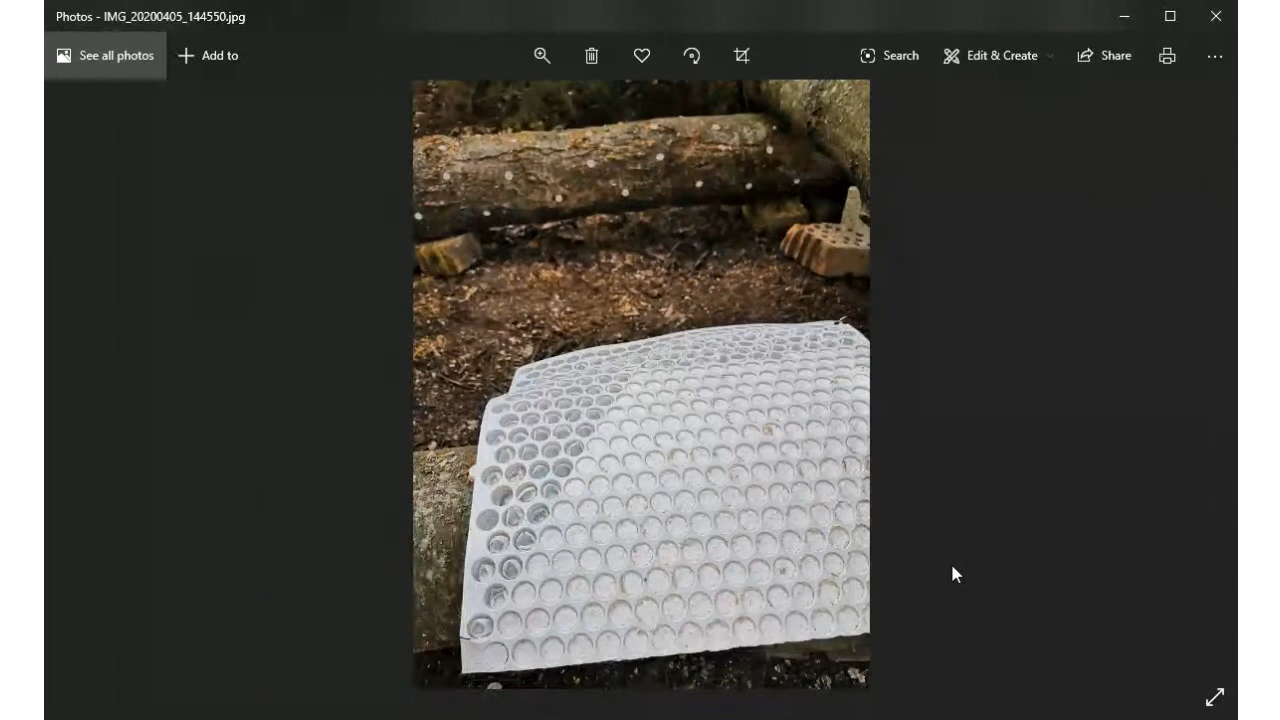 Photos - IMG_20200405_144550.jpg
See all photos
Add to
Search
Edit & Create
Share